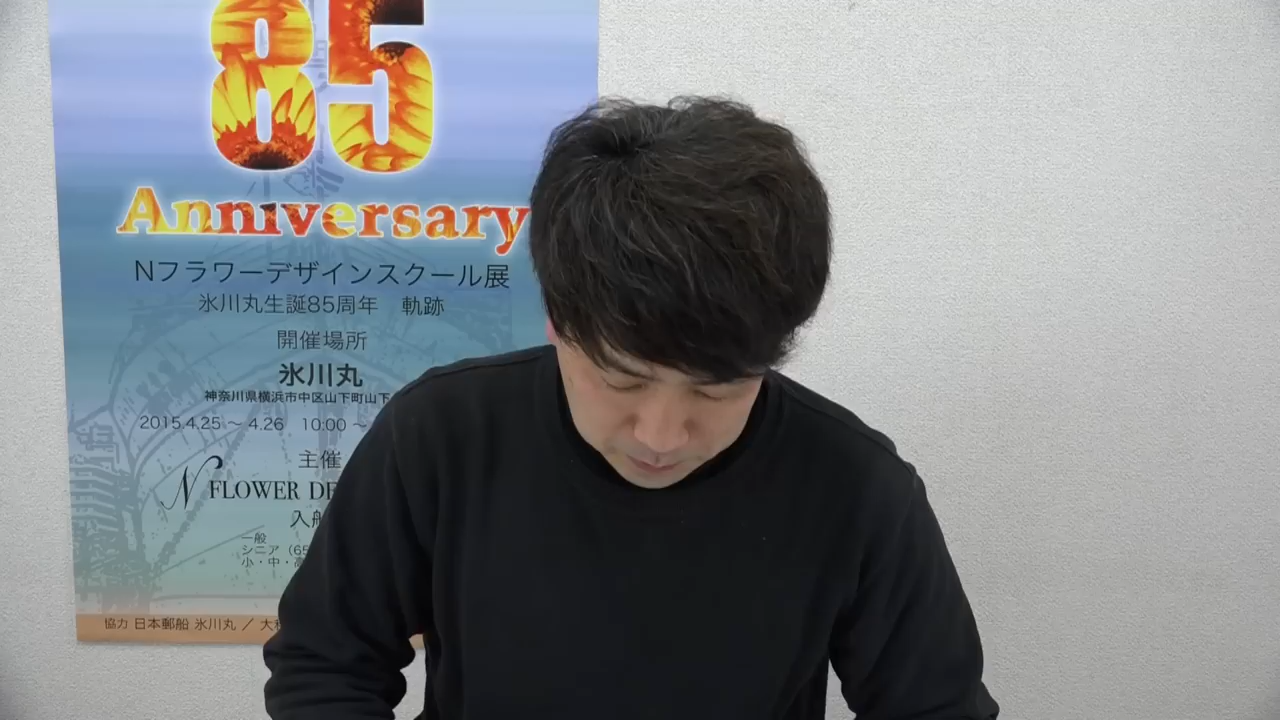 85
Anniversary
Nフラワーデザインスクール展
氷川丸生誕85周年 軌跡
開催場所
氷川丸
神奈川県横浜市中区山下町山下
2015.4.25 〜 4.26 10:00 〜
主催
N FLOWER DE
入船
一般
シニア（65
小・中・高
協力 日本郵船 氷川丸 ／ 大